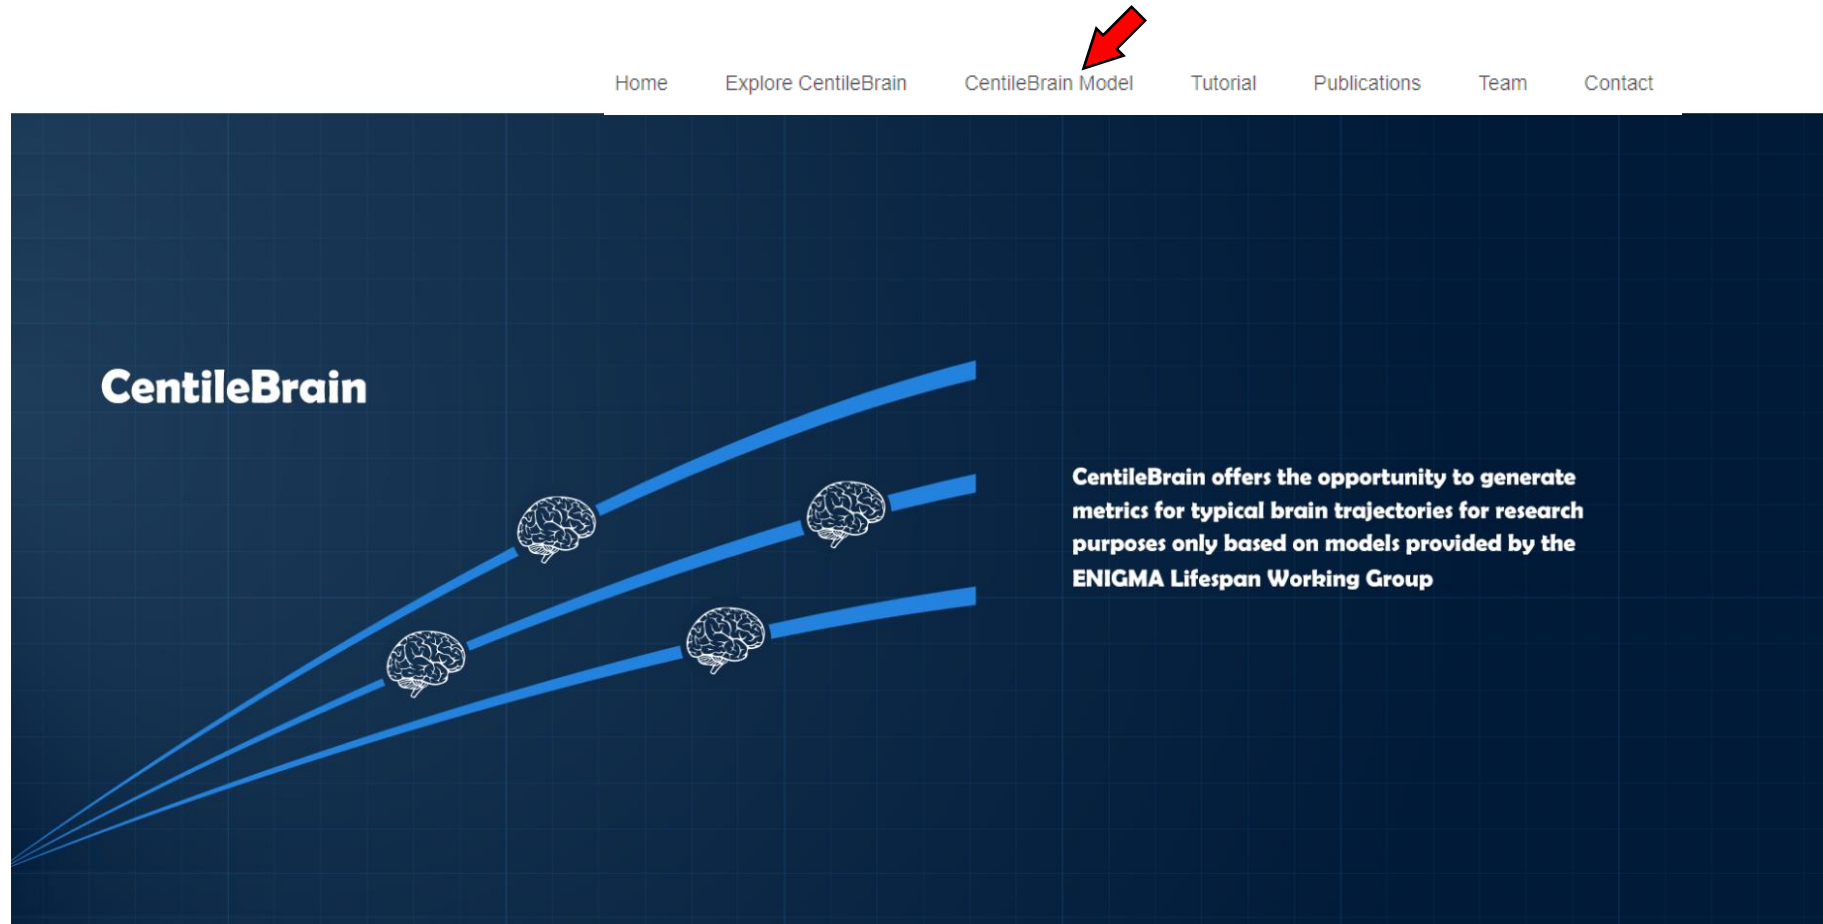 Home Explore CentileBrain CentileBrain Model Tutorial Publications Team Contact
CentileBrain
CentileBrain offers the opportunity to generate
metrics for typical brain trajectories for research
purposes only based on models provided by the
ENIGMA Lifespan Working Group